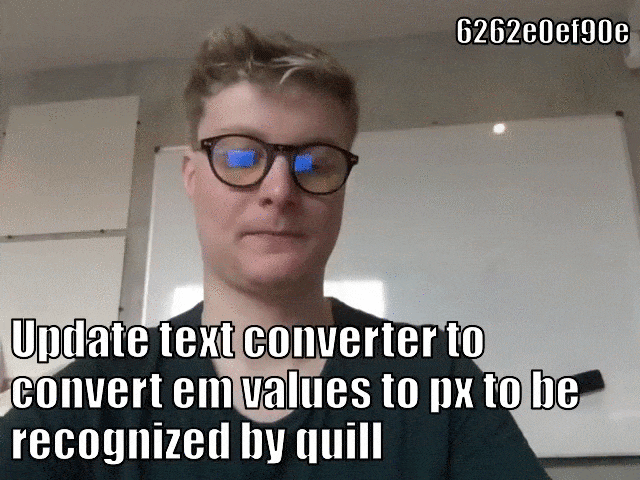 6262e0ef90e
Update text converter to
convert em values to px to be
recognized by quill